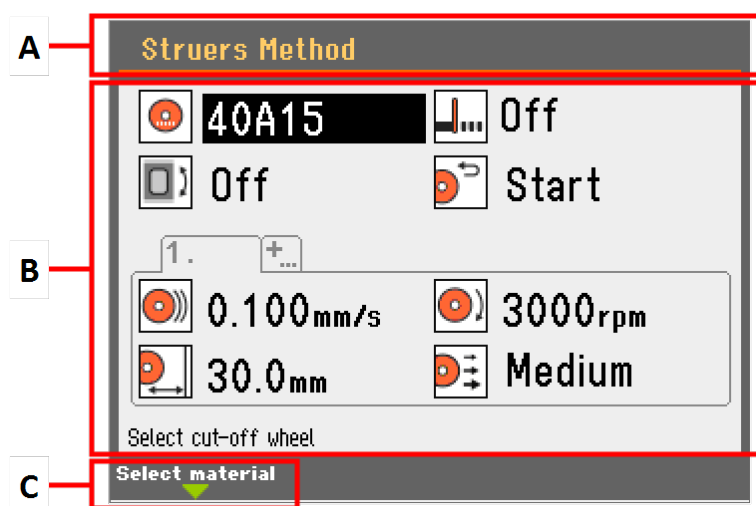 A
Struers Method
B
40A15
Off
Off
Start
1.
+...
0.100mm/s
3000rpm
30.0mm
Medium
Select cut-off wheel
C
Select material